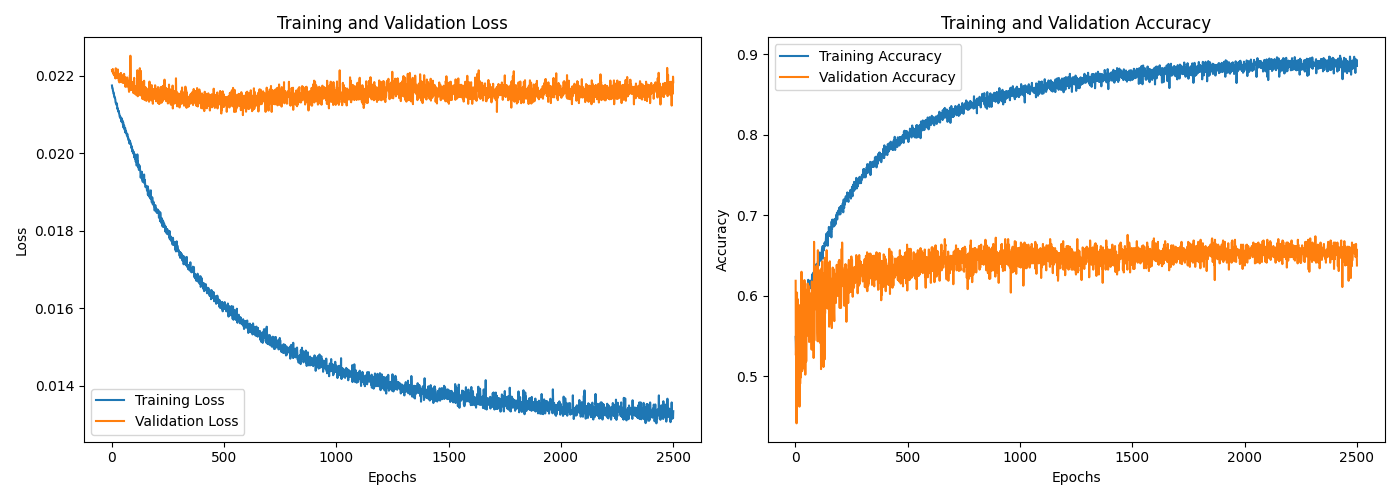 Training and Validation Loss
0.022
0.020
0.018
0.016
0.014
Loss
Training Loss
Validation Loss
0
500
1000
1500
2000
2500
Epochs
Training and Validation Accuracy
0.9
0.8
0.7
0.6
0.5
Accuracy
Training Accuracy
Validation Accuracy
0
500
1000
1500
2000
2500
Epochs